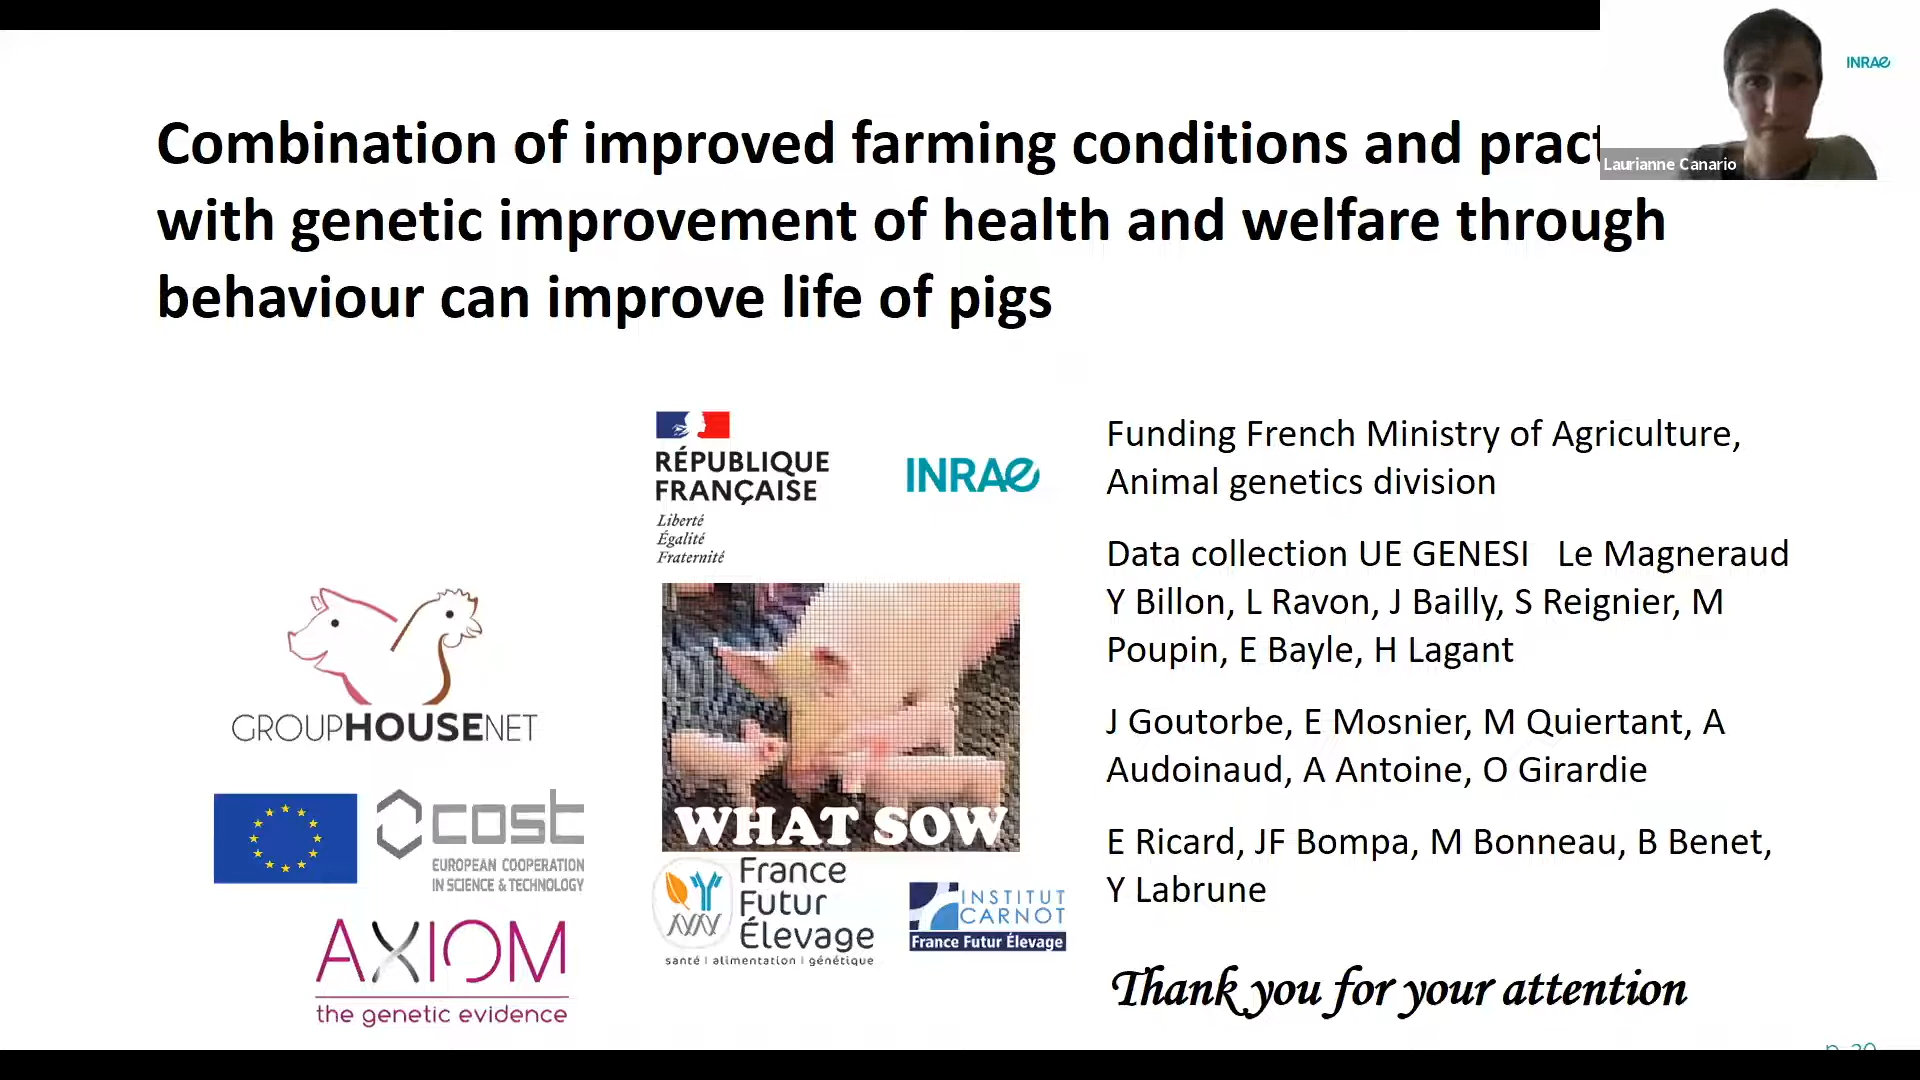 INRAE
Laurianne Canario
Combination of improved farming conditions and pract
with genetic improvement of health and welfare through
behaviour can improve life of pigs
RÉPUBLIQUE
FRANÇAISE
Liberté
Égalité
Fraternité
INRAE
GROUPHOUSENET
cost
EUROPEAN COOPERATION
IN SCIENCE & TECHNOLOGY
AXIOM
the genetic evidence
WHAT SOW
France
Futur
Élevage
santé | alimentation | génétique
INSTITUT
CARNOT
France Futur Élevage
Funding French Ministry of Agriculture,
Animal genetics division
Data collection UE GENESI Le Magneraud
Y Billon, L Ravon, J Bailly, S Reignier, M
Poupin, E Bayle, H Lagant
J Goutorbe, E Mosnier, M Quiertant, A
Audoinaud, A Antoine, O Girardie
E Ricard, JF Bompa, M Bonneau, B Benet,
Y Labrune
Thank you for your attention